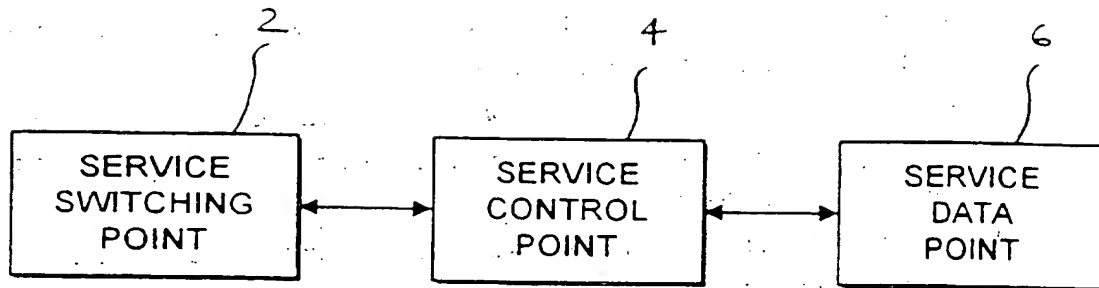 2
4
6
SERVICE
SWITCHING
POINT
SERVICE
CONTROL
POINT
SERVICE
DATA
POINT